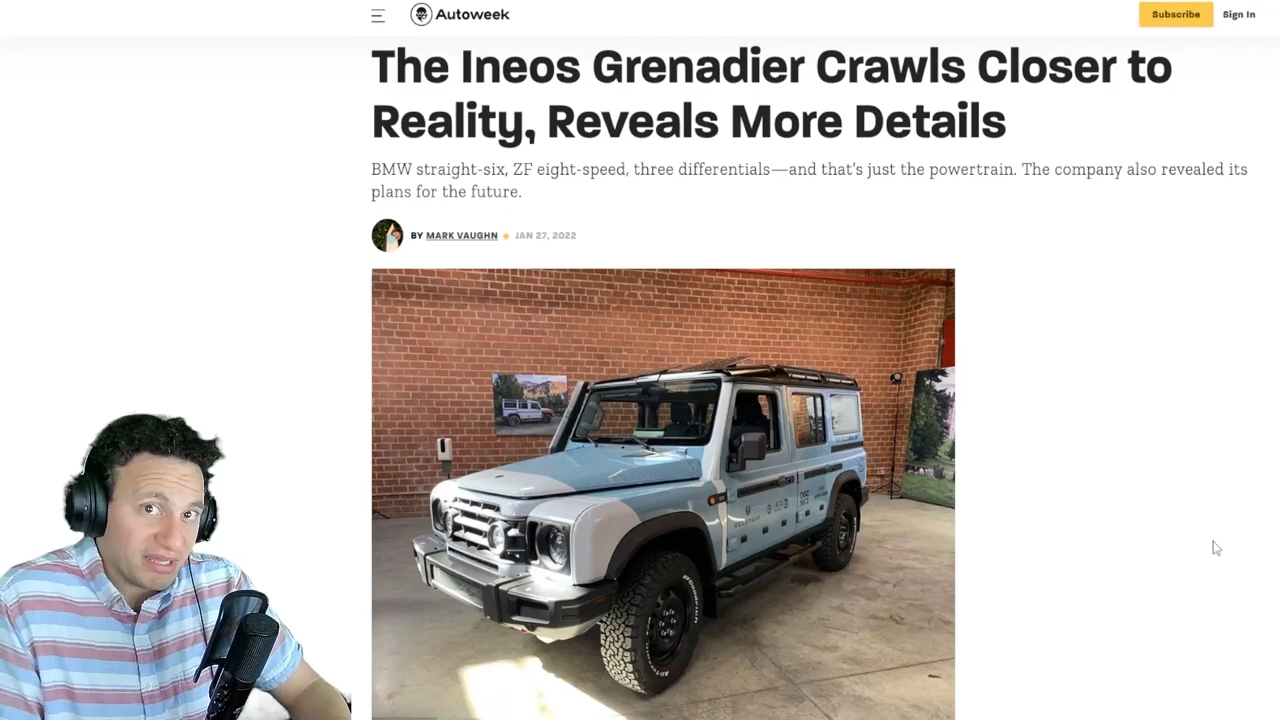 Autoweek
Subscribe
Sign In
The Ineos Grenadier Crawls Closer to
Reality, Reveals More Details
BMW straight-six, ZF eight-speed, three differentials—and that's just the powertrain. The company also revealed its
plans for the future.
BY MARK VAUGHN JAN 27, 2022
BELSTAFF
BFGoodrich